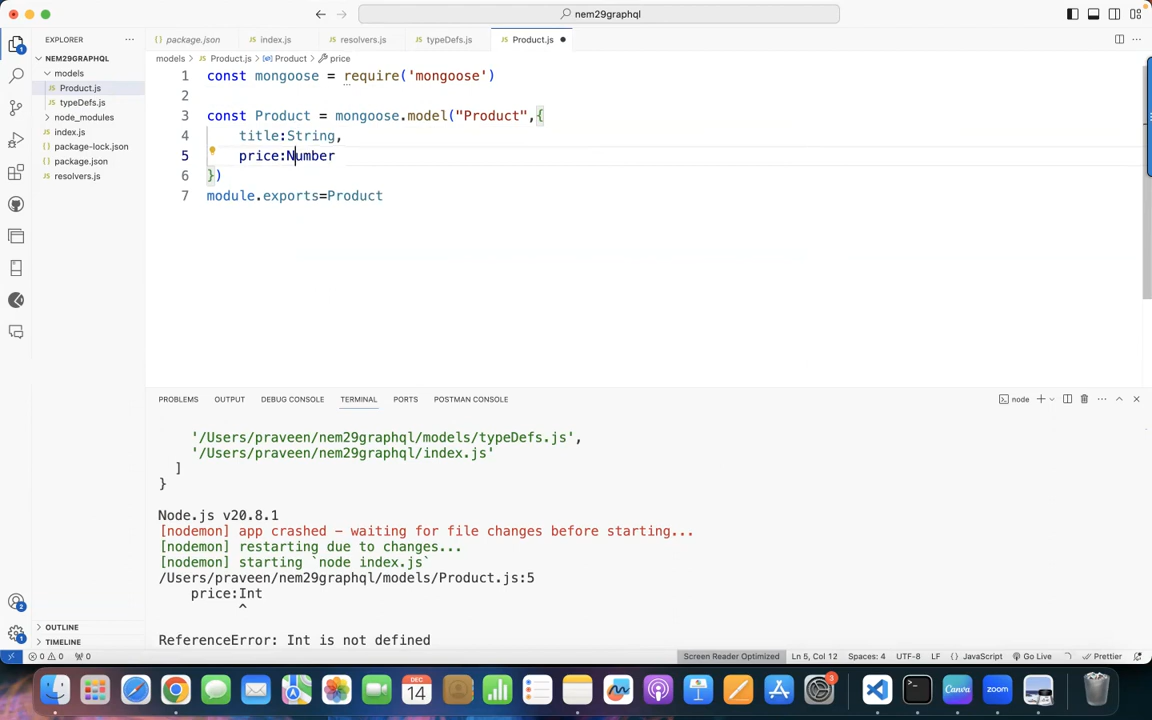 nem29graphql
EXPLORER
package.json
index.js
resolvers.js
typeDefs.js
Product.js
NEM29GRAPHQL
models
Product.js
typeDefs.js
node_modules
index.js
package-lock.json
package.json
resolvers.js
models > Product.js > Product > price
1 const mongoose = require('mongoose')
2
3 const Product = mongoose.model("Product",{
4 title:String,
5 price:Number
6 })
7 module.exports=Product
PROBLEMS OUTPUT DEBUG CONSOLE TERMINAL PORTS POSTMAN CONSOLE
node
'/Users/praveen/nem29graphql/models/typeDefs.js',
'/Users/praveen/nem29graphql/index.js'
]
}
Node.js v20.8.1
[nodemon] app crashed - waiting for file changes before starting...
[nodemon] restarting due to changes...
[nodemon] starting `node index.js`
/Users/praveen/nem29graphql/models/Product.js:5
price:Int
^
ReferenceError: Int is not defined
OUTLINE
TIMELINE
0 0 0 Screen Reader Optimized Ln 5, Col 12 Spaces: 4 UTF-8 LF {} JavaScript Go Live Prettier
DEC
14
Canva
zoom